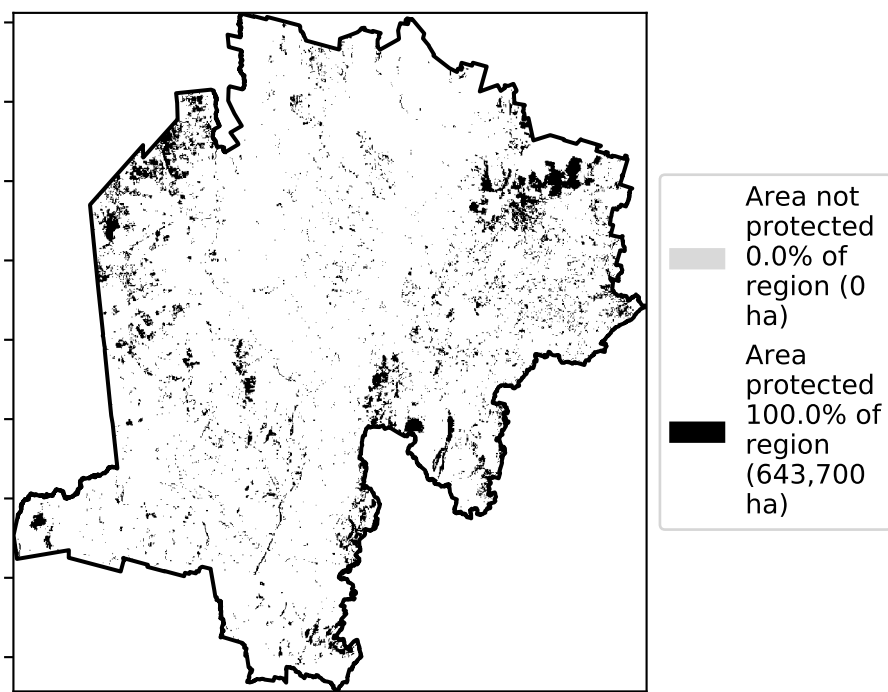 Area not
protected
0.0% of
region (0
ha)
Area
protected
100.0% of
region
(643,700
ha)